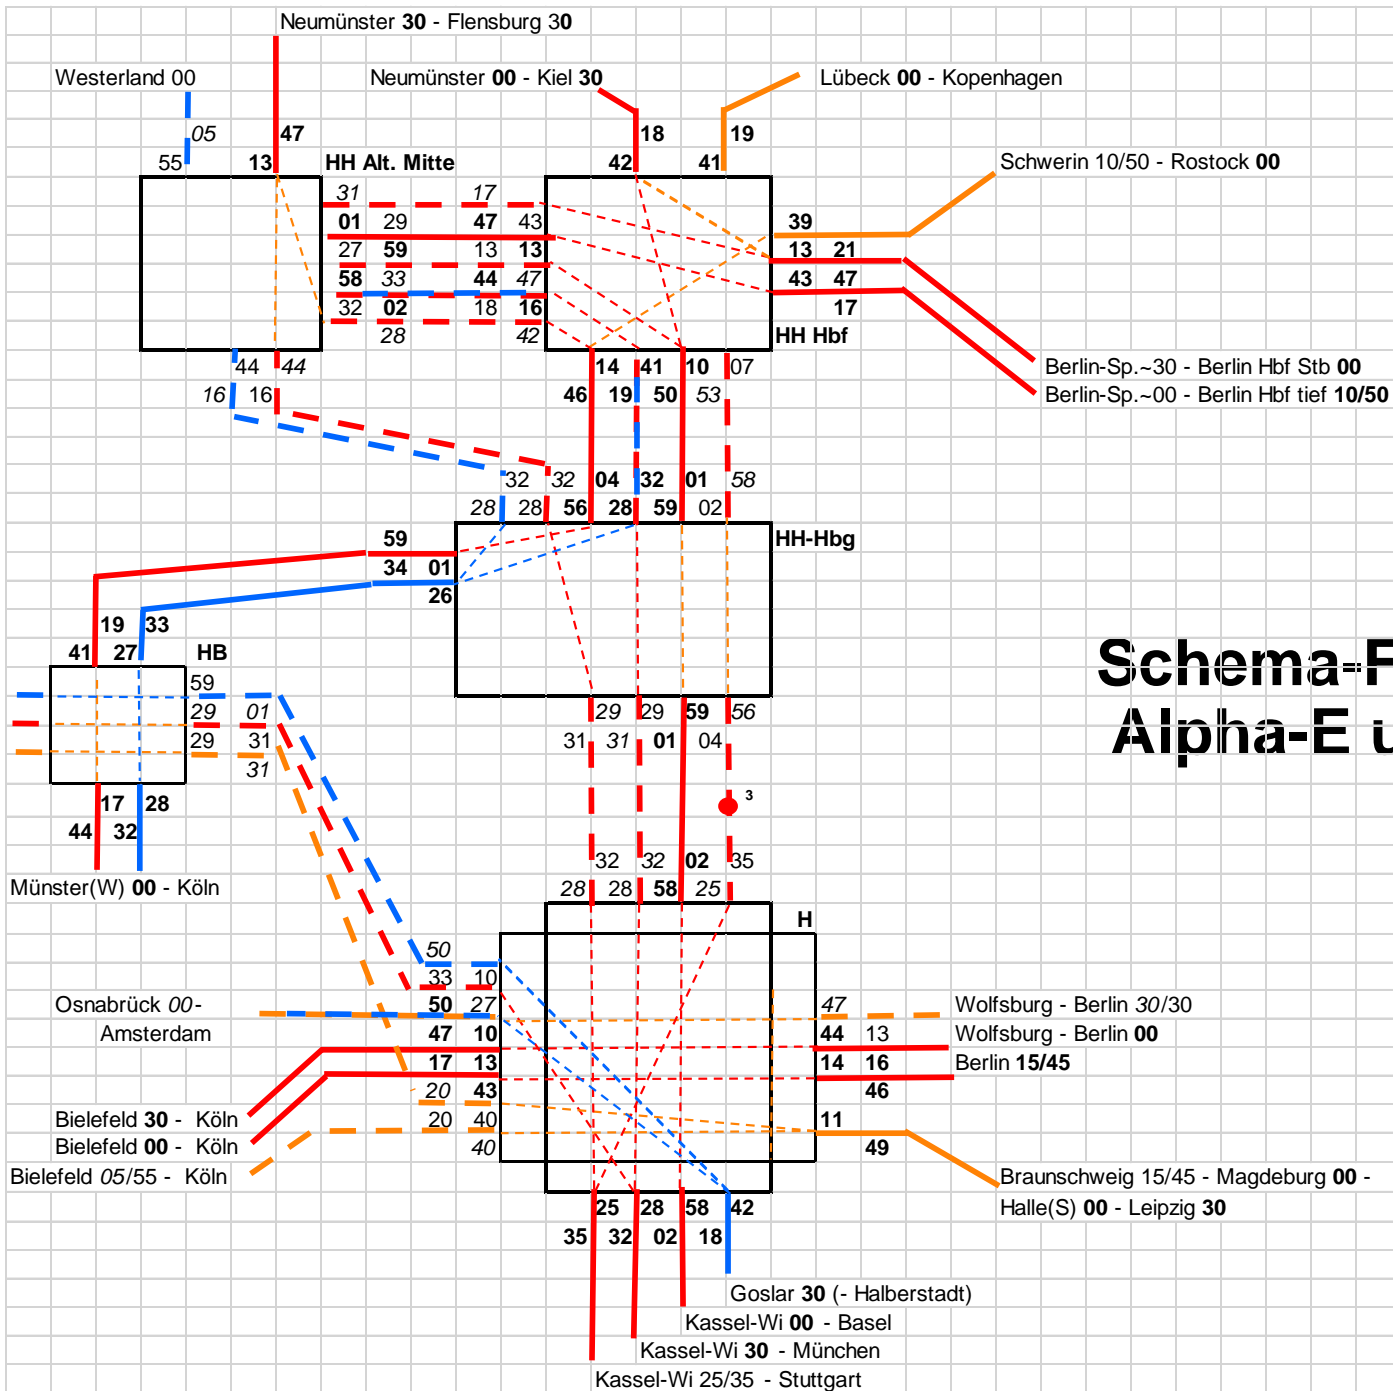 Neumünster 30 - Flensburg 30
Westerland 00
Neumünster 00 - Kiel 30
Lübeck 00 - Kopenhagen
05 47 18 19
55 13 HH Alt. Mitte 42 41
Schwerin 10/50 - Rostock 00
31 17
01 29 47 43 39
27 59 13 13 13 21
58 33 44 47 43 47
32 02 18 16 17
28 42 HH Hbf
44 44 14 41 10 07
Berlin-Sp.~30 - Berlin Hbf Stb 00
16 16 46 19 50 53
Berlin-Sp.~00 - Berlin Hbf tief 10/50
32 32 04 32 01 58
28 28 56 28 59 02
59 HH-Hbg
34 01
26
19 33
41 27 HB
Schema-F
59
29 01 29 29 59 56
29 31 31 31 01 04
Alpha-E u
31
3
17 28
44 32
32 32 02 35
Münster(W) 00 - Köln
28 28 58 25
H
50
33 10
Osnabrück 00-
50 27 47
Wolfsburg - Berlin 30/30
Amsterdam
47 10 44 13
Wolfsburg - Berlin 00
17 13 14 16
Berlin 15/45
20 43 46
Bielefeld 30 - Köln
20 40 11
Bielefeld 00 - Köln
40 49
Bielefeld 05/55 - Köln
Braunschweig 15/45 - Magdeburg 00 -
25 28 58 42
Halle(S) 00 - Leipzig 30
35 32 02 18
Goslar 30 (- Halberstadt)
Kassel-Wi 00 - Basel
Kassel-Wi 30 - München
Kassel-Wi 25/35 - Stuttgart